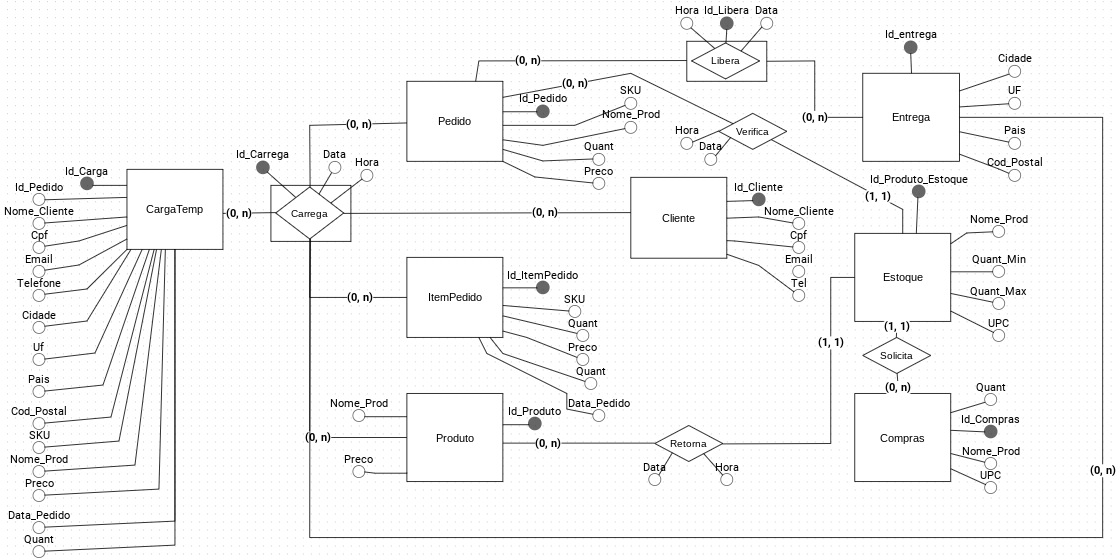 Hora
Id_Libera
Data
Libera
(0, n)
(0, n)
Id_entrega
Cidade
UF
Pais
Cod_Postal
Entrega
(0, n)
Pedido
Id_Pedido
SKU
Nome_Prod
Quant
Preco
(0, n)
Verifica
Hora
Data
(1, 1)
(0, n)
Id_Carrega
Data
Hora
Carrega
(0, n)
CargaTemp
Id_Carga
Id_Pedido
Nome_Cliente
Cpf
Email
Telefone
Cidade
Uf
Pais
Cod_Postal
SKU
Nome_Prod
Preco
Data_Pedido
Quant
(0, n)
Cliente
Id_Cliente
Nome_Cliente
Cpf
Email
Tel
Id_Produto_Estoque
Nome_Prod
Quant_Min
Quant_Max
UPC
Estoque
(1, 1)
(1, 1)
Solicita
(0, n)
(0, n)
ItemPedido
Id_ItemPedido
SKU
Quant
Preco
Quant
Data_Pedido
(0, n)
Nome_Prod
Preco
Produto
Id_Produto
(0, n)
Retorna
Data
Hora
Compras
Quant
Id_Compras
Nome_Prod
UPC
(0, n)